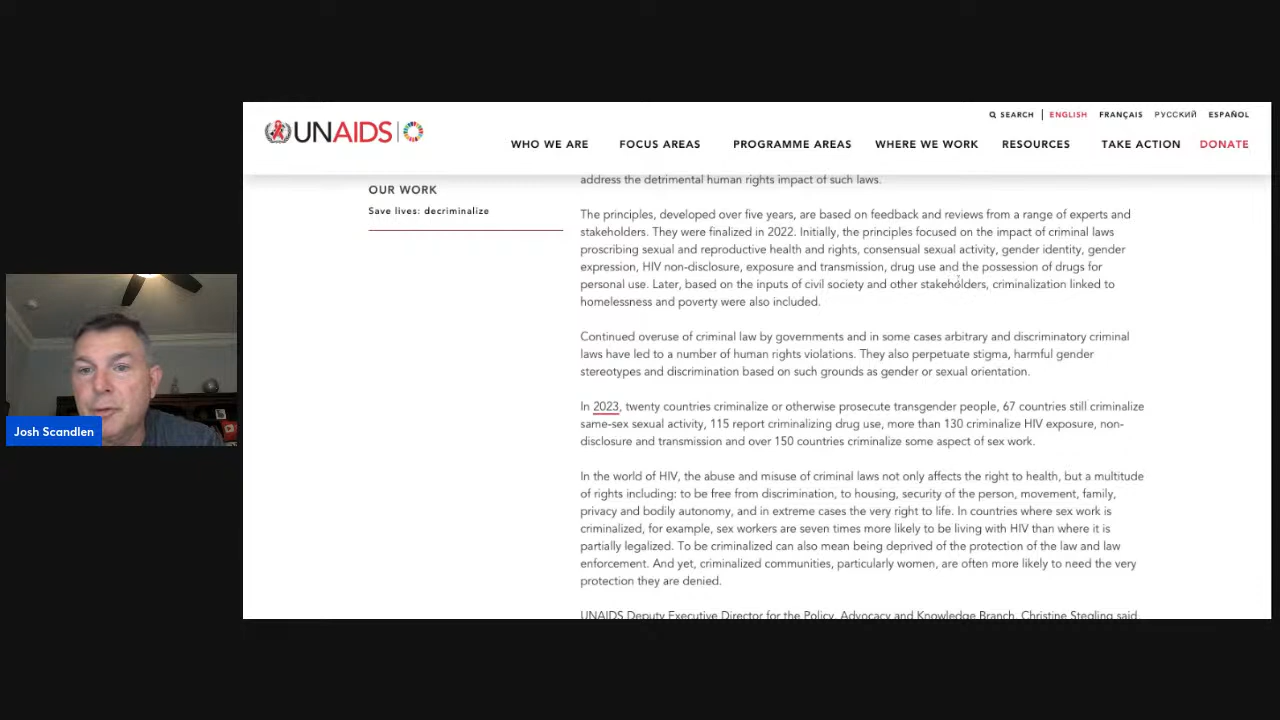 SEARCH | ENGLISH FRANÇAIS РУССКИЙ ESPAÑOL
UNAIDS
WHO WE ARE FOCUS AREAS PROGRAMME AREAS WHERE WE WORK RESOURCES TAKE ACTION DONATE
OUR WORK
Save lives: decriminalize
address the detrimental human rights impact of such laws.
The principles, developed over five years, are based on feedback and reviews from a range of experts and
stakeholders. They were finalized in 2022. Initially, the principles focused on the impact of criminal laws
proscribing sexual and reproductive health and rights, consensual sexual activity, gender identity, gender
expression, HIV non-disclosure, exposure and transmission, drug use and the possession of drugs for
personal use. Later, based on the inputs of civil society and other stakeholders, criminalization linked to
homelessness and poverty were also included.
Continued overuse of criminal law by governments and in some cases arbitrary and discriminatory criminal
laws have led to a number of human rights violations. They also perpetuate stigma, harmful gender
stereotypes and discrimination based on such grounds as gender or sexual orientation.
In 2023, twenty countries criminalize or otherwise prosecute transgender people, 67 countries still criminalize
same-sex sexual activity, 115 report criminalizing drug use, more than 130 criminalize HIV exposure, non-
disclosure and transmission and over 150 countries criminalize some aspect of sex work.
In the world of HIV, the abuse and misuse of criminal laws not only affects the right to health, but a multitude
of rights including: to be free from discrimination, to housing, security of the person, movement, family,
privacy and bodily autonomy, and in extreme cases the very right to life. In countries where sex work is
criminalized, for example, sex workers are seven times more likely to be living with HIV than where it is
partially legalized. To be criminalized can also mean being deprived of the protection of the law and law
enforcement. And yet, criminalized communities, particularly women, are often more likely to need the very
protection they are denied.
UNAIDS Deputy Executive Director for the Policy, Advocacy and Knowledge Branch, Christine Stegling said,
Josh Scandlen